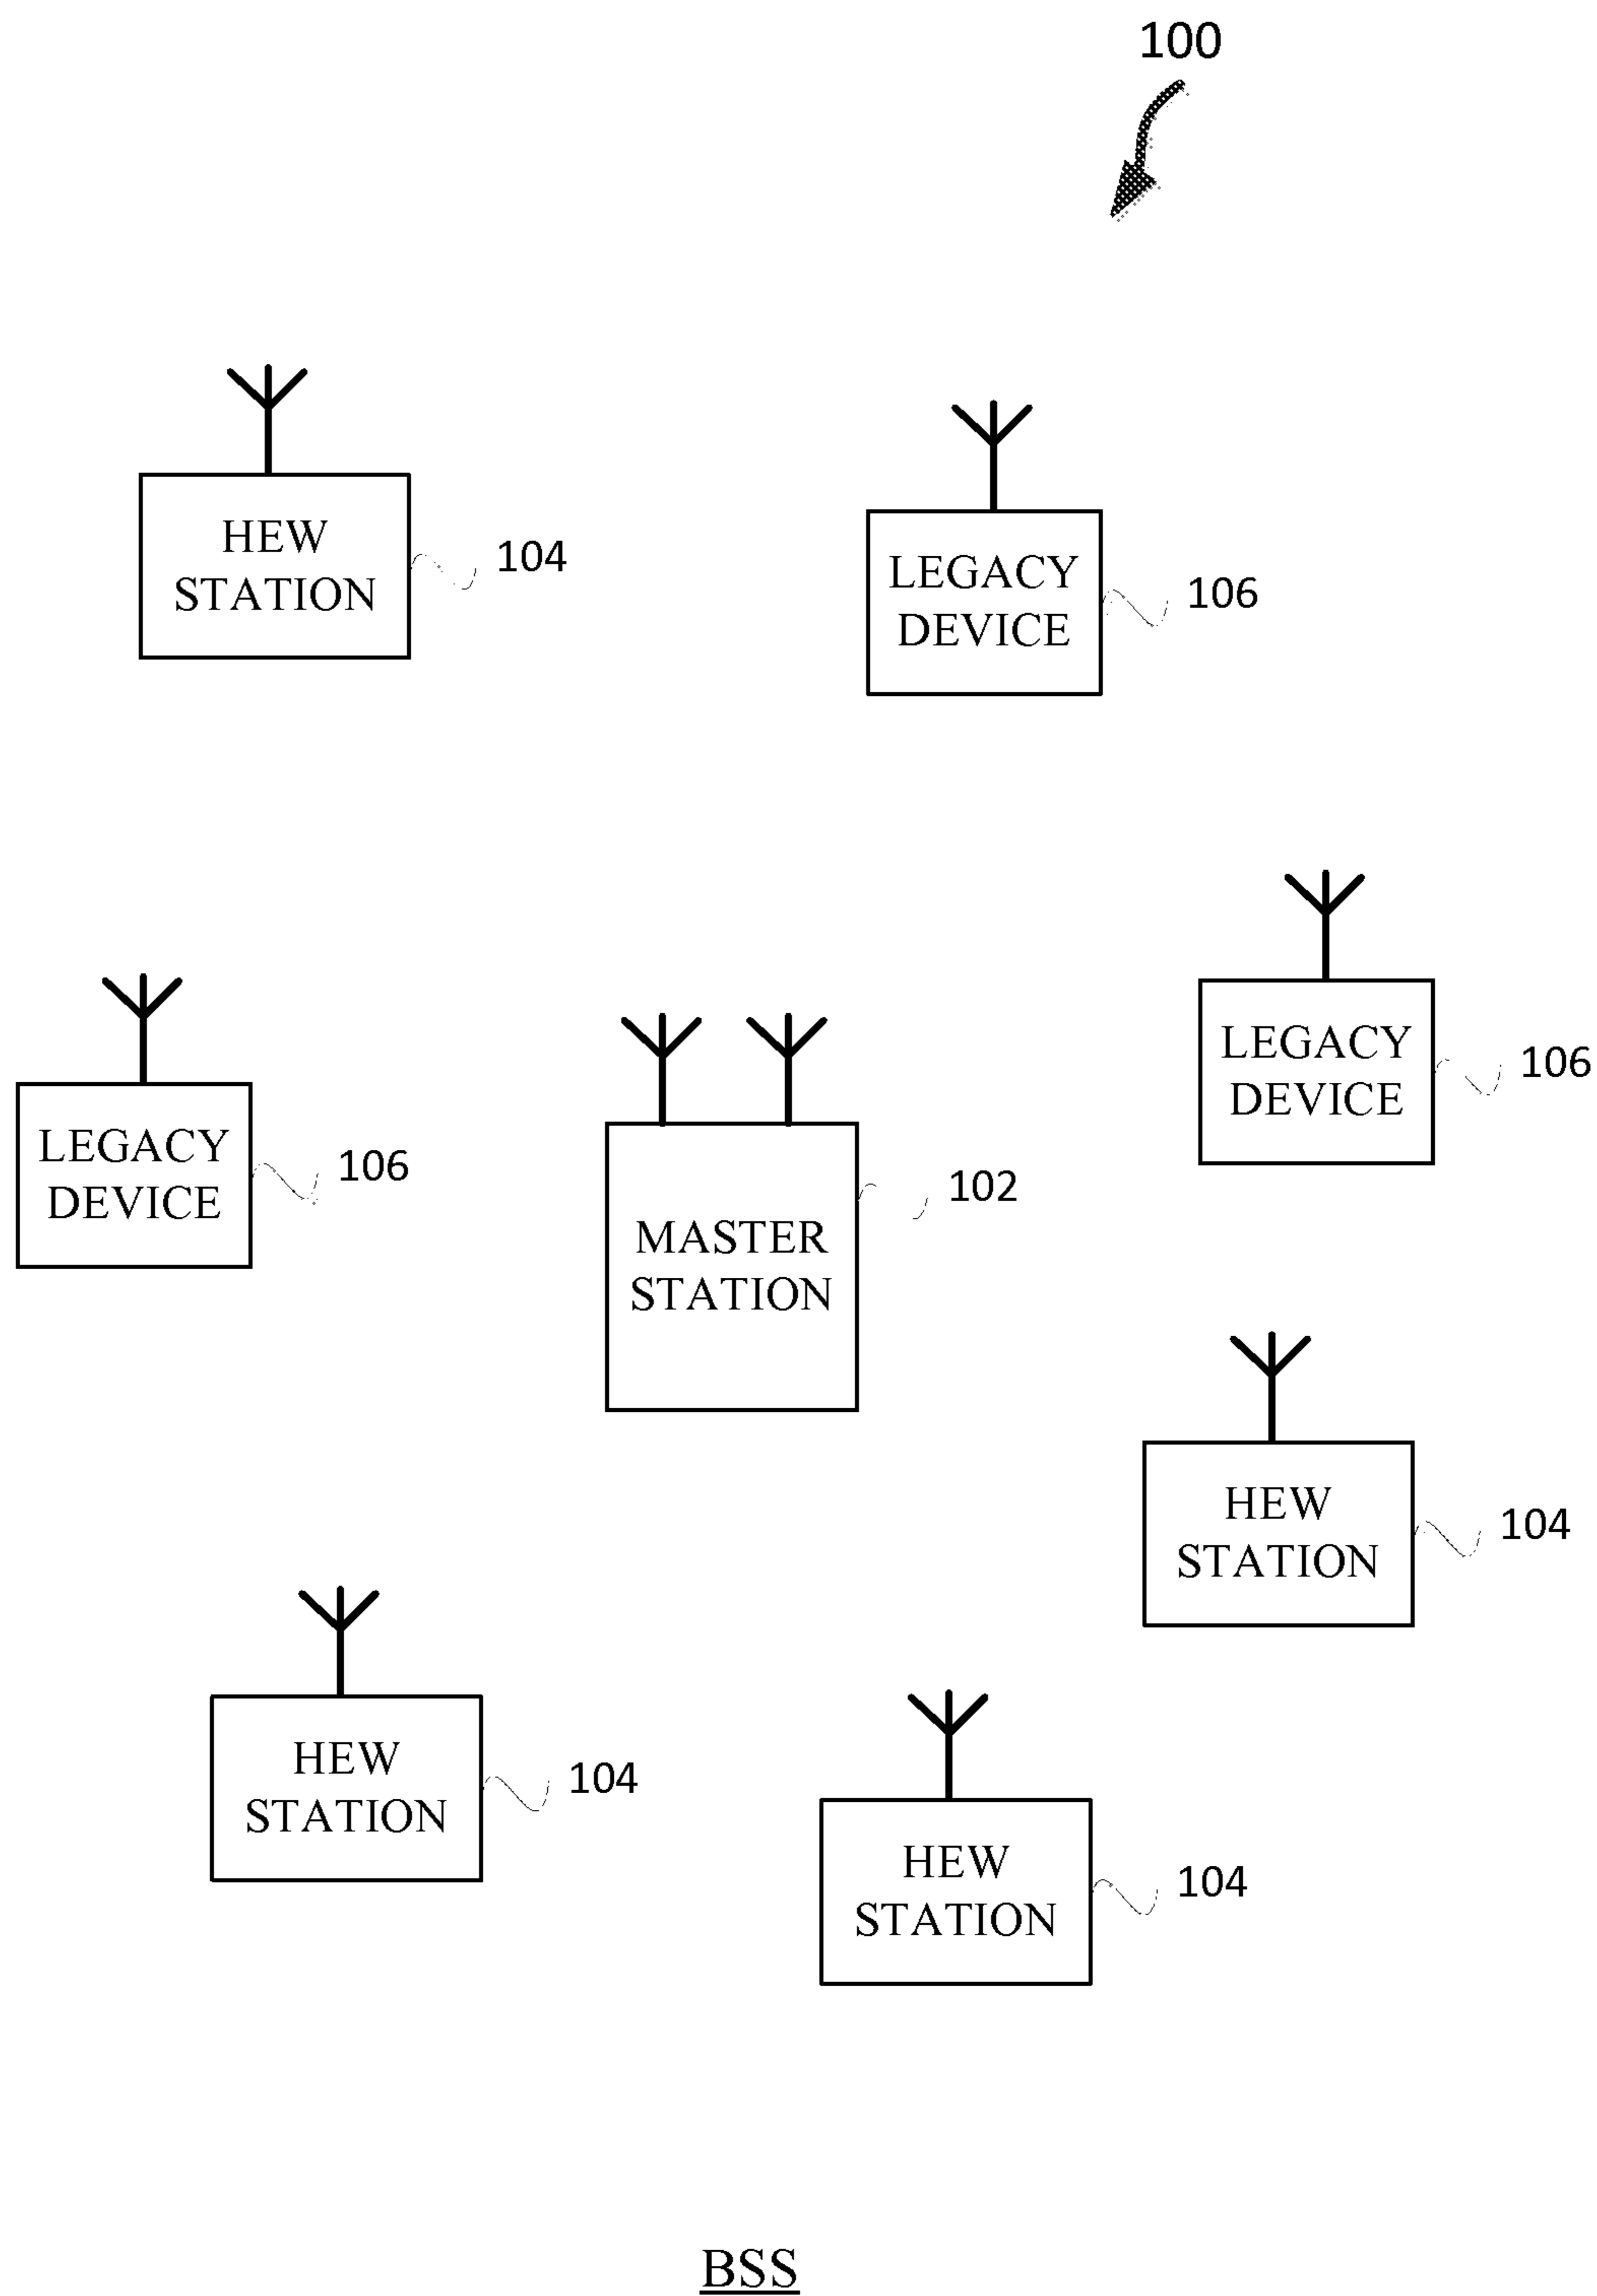 100
HEW
STATION
104
LEGACY
DEVICE
106
LEGACY
DEVICE
106
LEGACY
DEVICE
106
MASTER
STATION
102
HEW
STATION
104
HEW
STATION
104
HEW
STATION
104
BSS